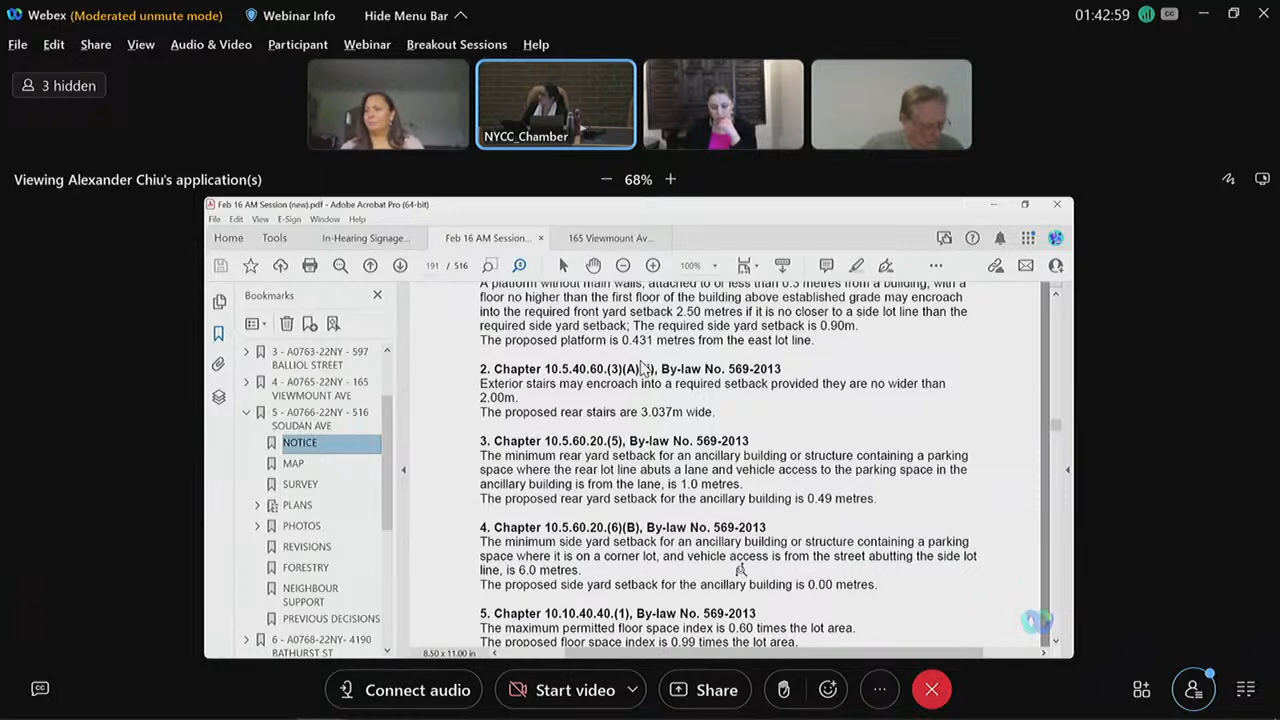 Webex (Moderated unmute mode) Webinar Info Hide Menu Bar 01:42:59
File Edit Share View Audio & Video Participant Webinar Breakout Sessions Help
3 hidden
NYCC_Chamber
Viewing Alexander Chiu's application(s)
68%
Feb 16 AM Session (new).pdf - Adobe Acrobat Pro (64-bit)
File Edit View E-Sign Window Help
Home Tools In-Hearing Signage... Feb 16 AM Session... 165 Viewmount Av...
191 / 516 100%
Bookmarks
3 - A0763-22NY - 597
BALLIOL STREET
4 - A0765-22NY - 165
VIEWMOUNT AVE
5 - A0766-22NY - 516
SOUDAN AVE
NOTICE
MAP
SURVEY
PLANS
PHOTOS
REVISIONS
FORESTRY
NEIGHBOUR
SUPPORT
PREVIOUS DECISIONS
6 - A0768-22NY- 4190
BATHURST ST
A platform without main walls, attached to or less than 0.3 metres from a building, with a
floor no higher than the first floor of the building above established grade may encroach
into the required front yard setback 2.50 metres if it is no closer to a side lot line than the
required side yard setback; The required side yard setback is 0.90m.
The proposed platform is 0.431 metres from the east lot line.
2. Chapter 10.5.40.60.(3)(A) ), By-law No. 569-2013
Exterior stairs may encroach into a required setback provided they are no wider than
2.00m.
The proposed rear stairs are 3.037m wide.
3. Chapter 10.5.60.20.(5), By-law No. 569-2013
The minimum rear yard setback for an ancillary building or structure containing a parking
space where the rear lot line abuts a lane and vehicle access to the parking space in the
ancillary building is from the lane, is 1.0 metres.
The proposed rear yard setback for the ancillary building is 0.49 metres.
4. Chapter 10.5.60.20.(6)(B), By-law No. 569-2013
The minimum side yard setback for an ancillary building or structure containing a parking
space where it is on a corner lot, and vehicle access is from the street abutting the side lot
line, is 6.0 metres.
The proposed side yard setback for the ancillary building is 0.00 metres.
5. Chapter 10.10.40.40.(1), By-law No. 569-2013
The maximum permitted floor space index is 0.60 times the lot area.
The proposed floor space index is 0.99 times the lot area.
8.50 x 11.00 in
Connect audio Start video Share